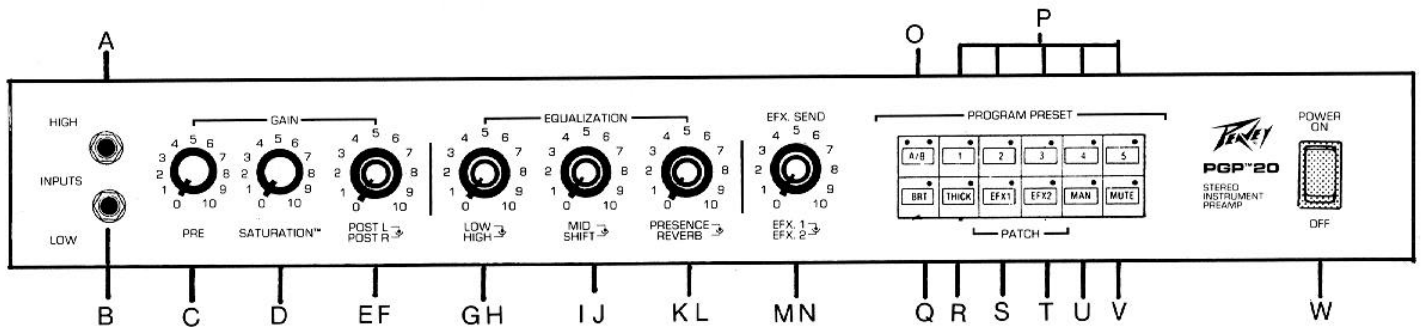 A O P
HIGH
INPUTS
LOW
GAIN
0 1 2 3 4 5 6 7 8 9 10
PRE
0 1 2 3 4 5 6 7 8 9 10
SATURATION™
0 1 2 3 4 5 6 7 8 9 10
POST L
POST R
EQUALIZATION
0 1 2 3 4 5 6 7 8 9 10
LOW
HIGH
0 1 2 3 4 5 6 7 8 9 10
MID
SHIFT
0 1 2 3 4 5 6 7 8 9 10
PRESENCE
REVERB
EFX. SEND
0 1 2 3 4 5 6 7 8 9 10
EFX. 1
EFX. 2
PROGRAM PRESET
A/B 1 2 3 4 5
BRT THICK EFX1 EFX2 MAN MUTE
PATCH
PEAVEY
PGP™20
STEREO
INSTRUMENT
PREAMP
POWER
ON
OFF
B C D E F G H I J K L M N Q R S T U V W